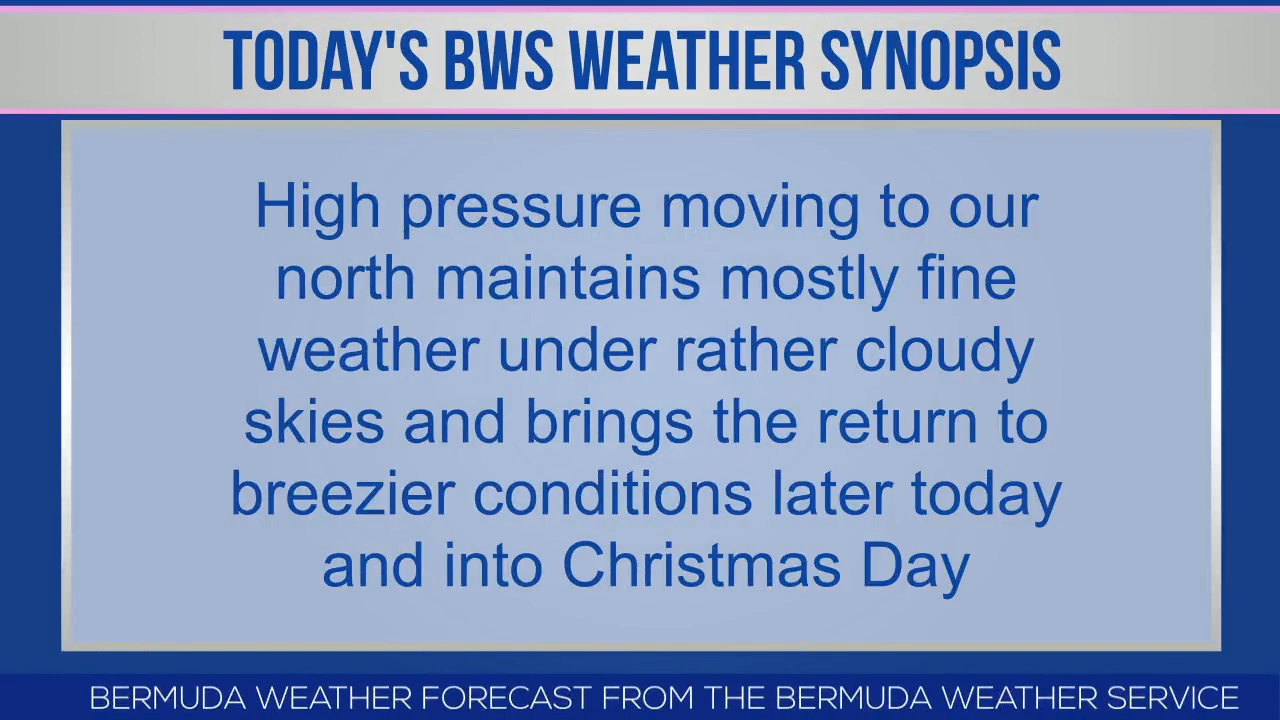 TODAY'S BWS WEATHER SYNOPSIS
High pressure moving to our
north maintains mostly fine
weather under rather cloudy
skies and brings the return to
breezier conditions later today
and into Christmas Day
BERMUDA WEATHER FORECAST FROM THE BERMUDA WEATHER SERVICE